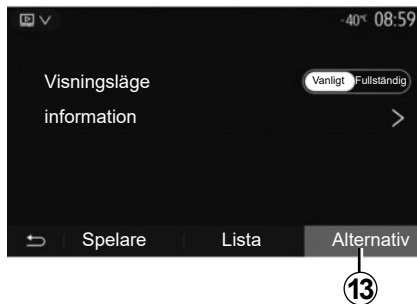 -40°C 08:59
Visningsläge Vanligt Fullständig
information
Spelare Lista Alternativ
13